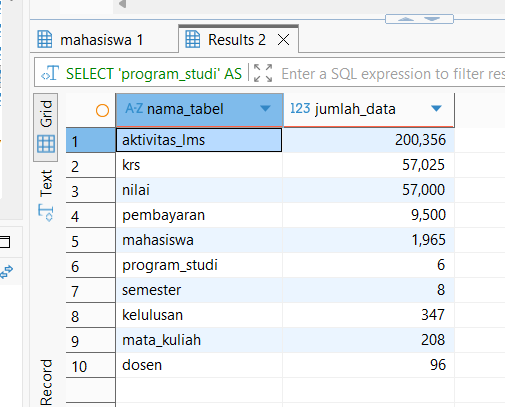 mahasiswa 1
Results 2
SELECT 'program_studi' AS
Enter a SQL expression to filter res
Grid
Text
Record
A-Z nama_tabel
123 jumlah_data
1 aktivitas_lms 200,356
2 krs 57,025
3 nilai 57,000
4 pembayaran 9,500
5 mahasiswa 1,965
6 program_studi 6
7 semester 8
8 kelulusan 347
9 mata_kuliah 208
10 dosen 96